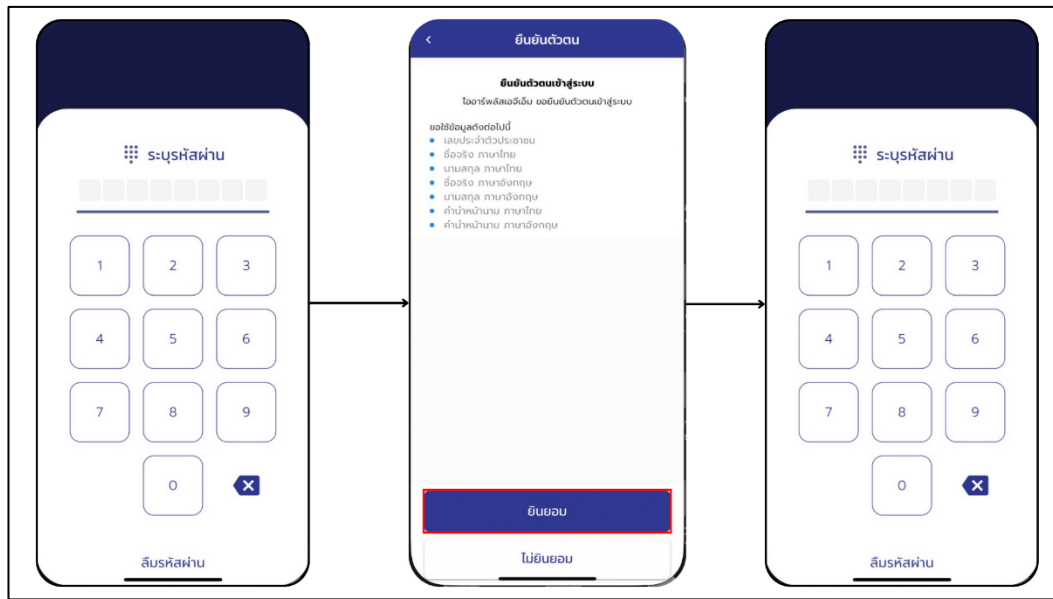 ระบุรหัสผ่าน
1 2 3
4 5 6
7 8 9
0
ลืมรหัสผ่าน
ยืนยันตัวตน
ยืนยันตัวตนเข้าสู่ระบบ
ไออาร์พลัสเอจีเอ็ม ขอยืนยันตัวตนเข้าสู่ระบบ
ขอใช้ข้อมูลดังต่อไปนี้
เลขประจำตัวประชาชน
ชื่อจริง ภาษาไทย
นามสกุล ภาษาไทย
ชื่อจริง ภาษาอังกฤษ
นามสกุล ภาษาอังกฤษ
คำนำหน้านาม ภาษาไทย
คำนำหน้านาม ภาษาอังกฤษ
ยินยอม
ไม่ยินยอม
ระบุรหัสผ่าน
1 2 3
4 5 6
7 8 9
0
ลืมรหัสผ่าน